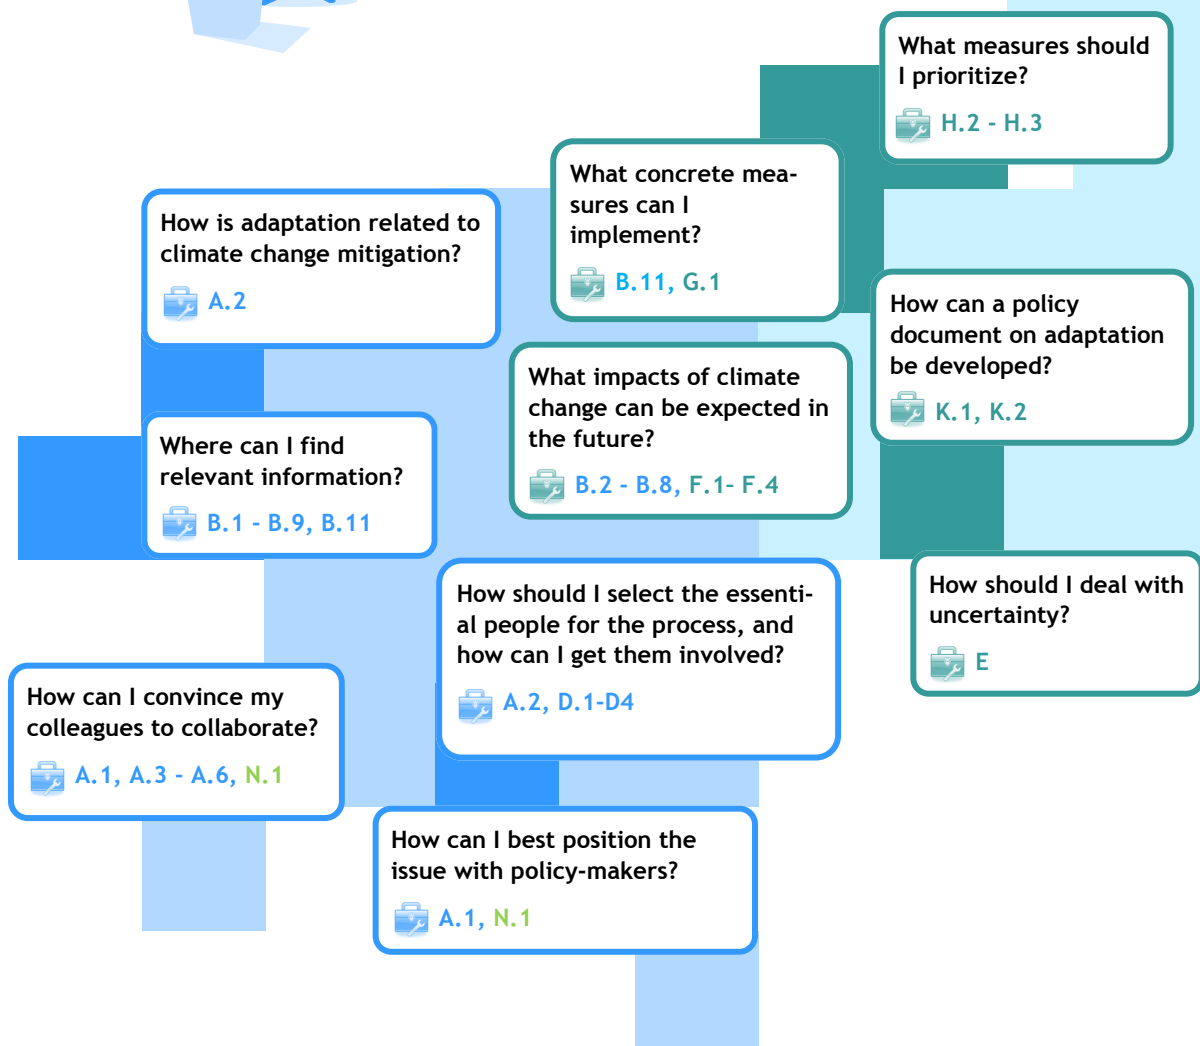 What measures should
I prioritize?
H.2 - H.3
What concrete mea-
sures can I
implement?
B.11, G.1
How is adaptation related to
climate change mitigation?
A.2
How can a policy
document on adaptation
be developed?
K.1, K.2
What impacts of climate
change can be expected in
the future?
B.2 - B.8, F.1- F.4
Where can I find
relevant information?
B.1 - B.9, B.11
How should I deal with
uncertainty?
E
How should I select the essenti-
al people for the process, and
how can I get them involved?
A.2, D.1-D4
How can I convince my
colleagues to collaborate?
A.1, A.3 - A.6, N.1
How can I best position the
issue with policy-makers?
A.1, N.1